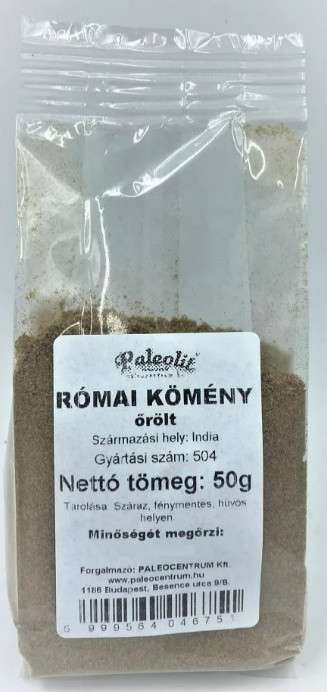 Paleolit
RÓMAI KÖMÉNY
őrölt
Származási hely: India
Gyártási szám: 504
Nettó tömeg: 50g
Tárolása: Száraz, fénymentes, hűvös
helyen
Minőségét megőrzi:
Forgalmazó: PALEOCENTRUM Kft.
www.paleocentrum.hu
1186 Budapest, Besence utca 9/B.
5 999564 046751